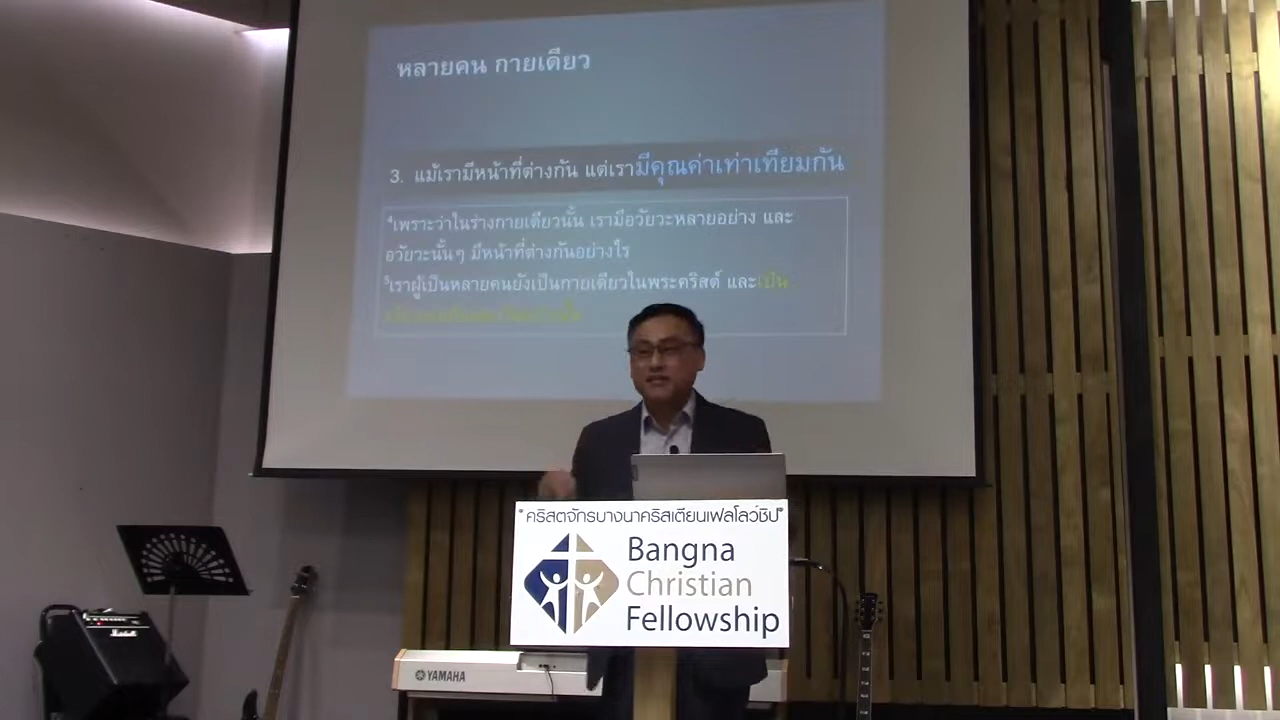 หลายคน กายเดียว
3. แม้เรามีหน้าที่ต่างกัน แต่เรามีคุณค่าเท่าเทียมกัน
⁴เพราะว่าในร่างกายเดียวนั้น เรามีอวัยวะหลายอย่าง และ
อวัยวะนั้นๆ มีหน้าที่ต่างกันอย่างไร
⁵เราผู้เป็นหลายคนยังเป็นกายเดียวในพระคริสต์ และเป็น
"คริสตจักรบางนาคริสเตียนเฟลโลว์ชิป"
Bangna
Christian
Fellowship
Marshall
YAMAHA